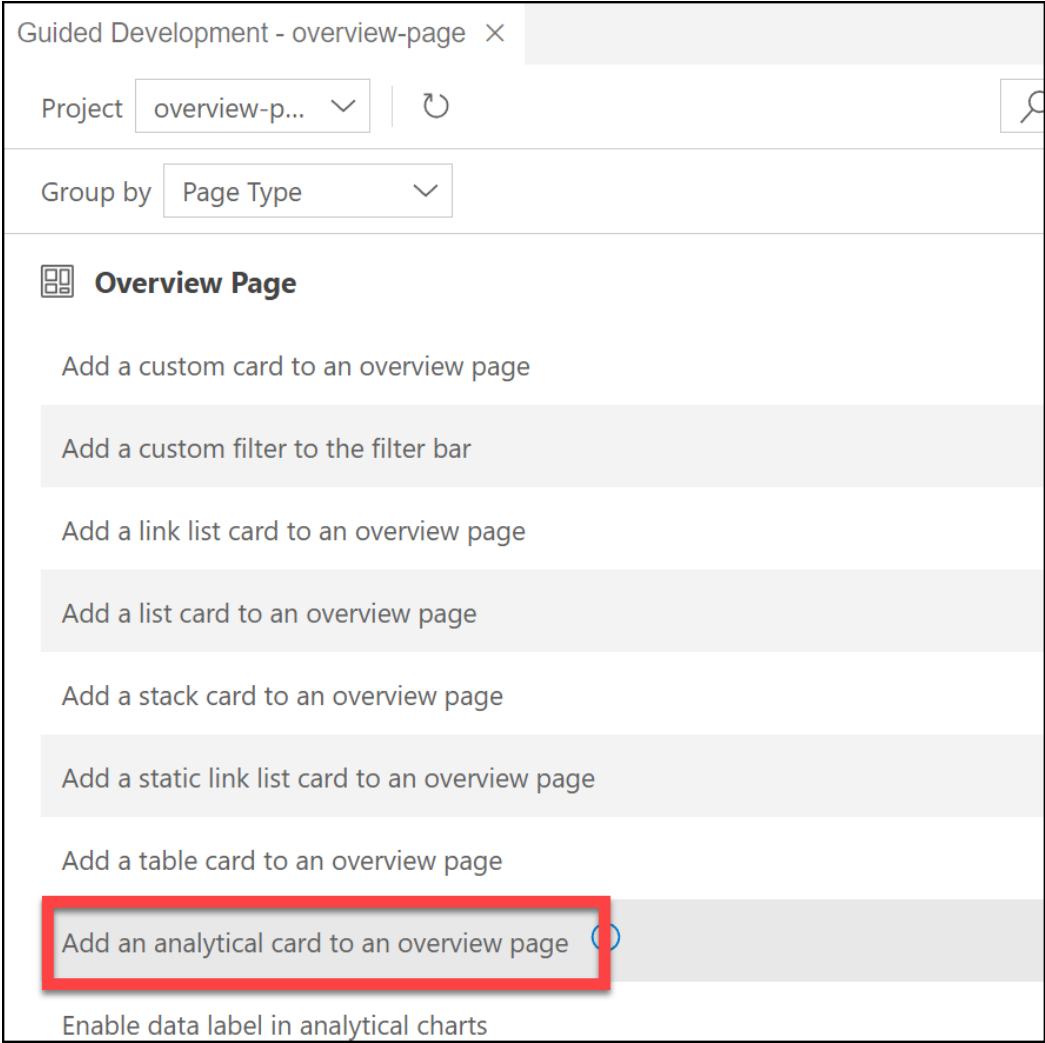 Guided Development - overview-page
Project overview-p...
Group by Page Type
Overview Page
Add a custom card to an overview page
Add a custom filter to the filter bar
Add a link list card to an overview page
Add a list card to an overview page
Add a stack card to an overview page
Add a static link list card to an overview page
Add a table card to an overview page
Add an analytical card to an overview page
Enable data label in analytical charts